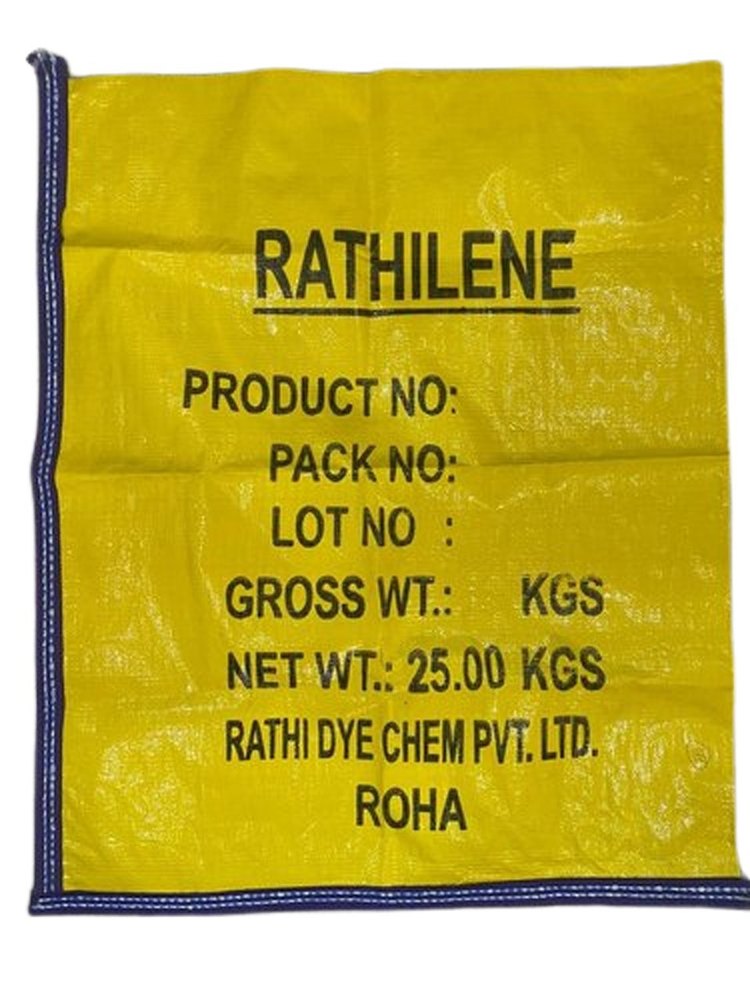 RATHILENE
PRODUCT NO:
PACK NO:
LOT NO :
GROSS WT.: KGS
NET WT.: 25.00 KGS
RATHI DYE CHEM PVT. LTD.
ROHA